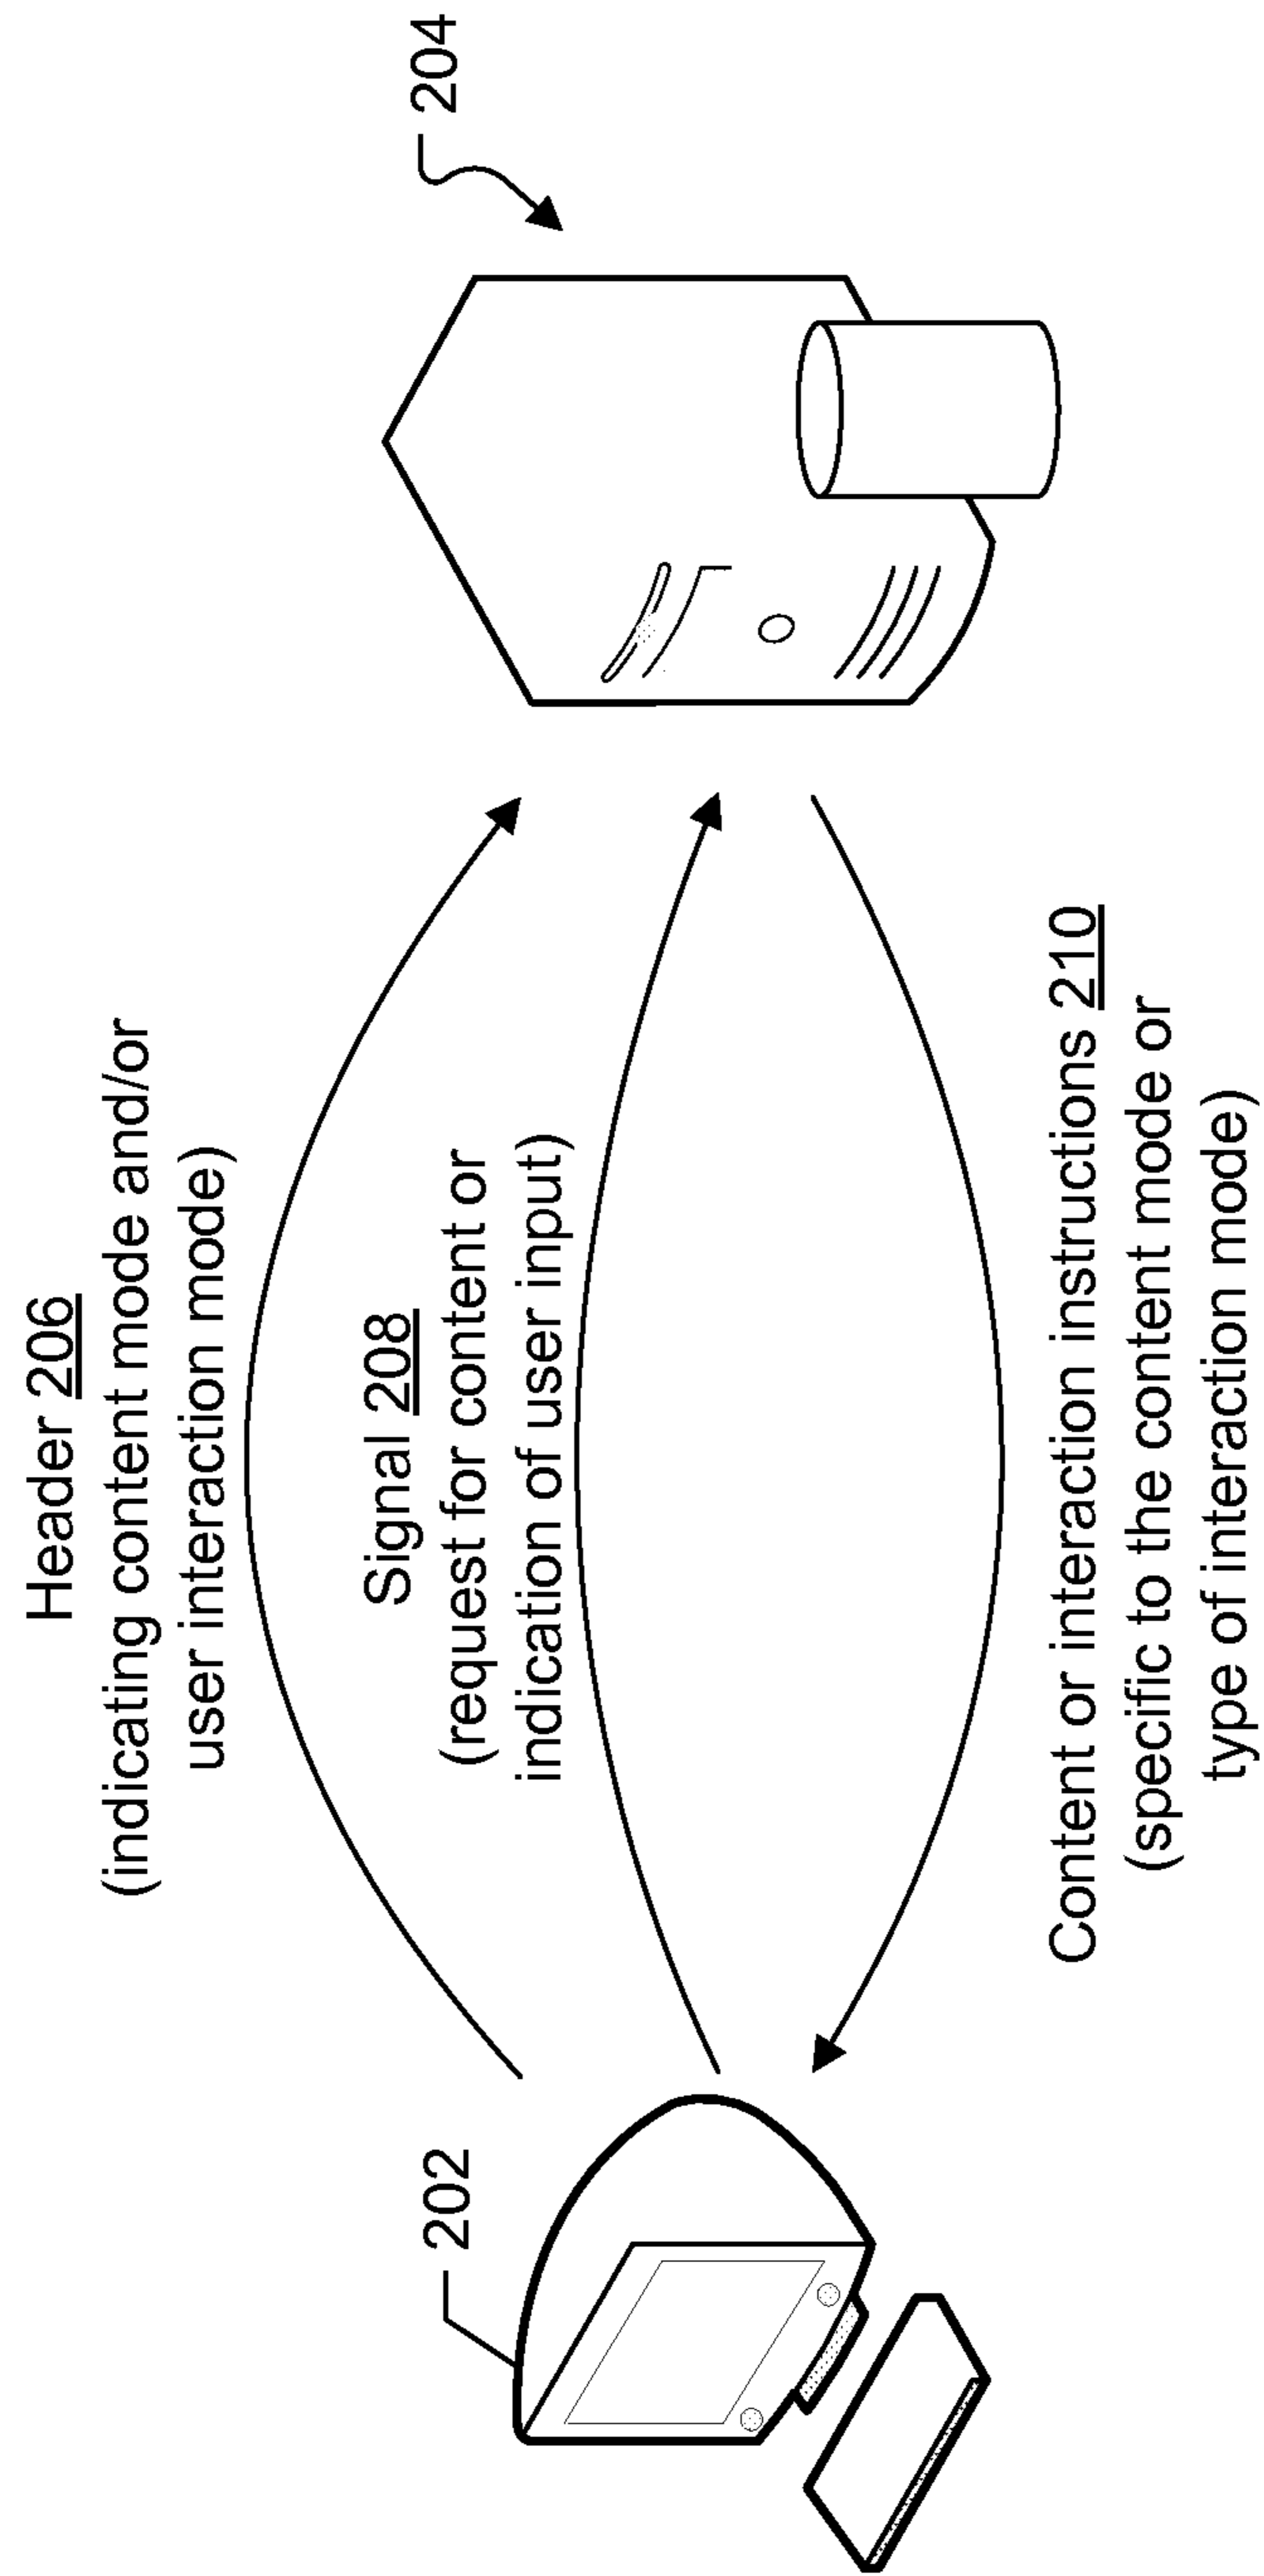 Header 206
(indicating content mode and/or
user interaction mode)
Signal 208
(request for content or
indication of user input)
202
204
Content or interaction instructions 210
(specific to the content mode or
type of interaction mode)